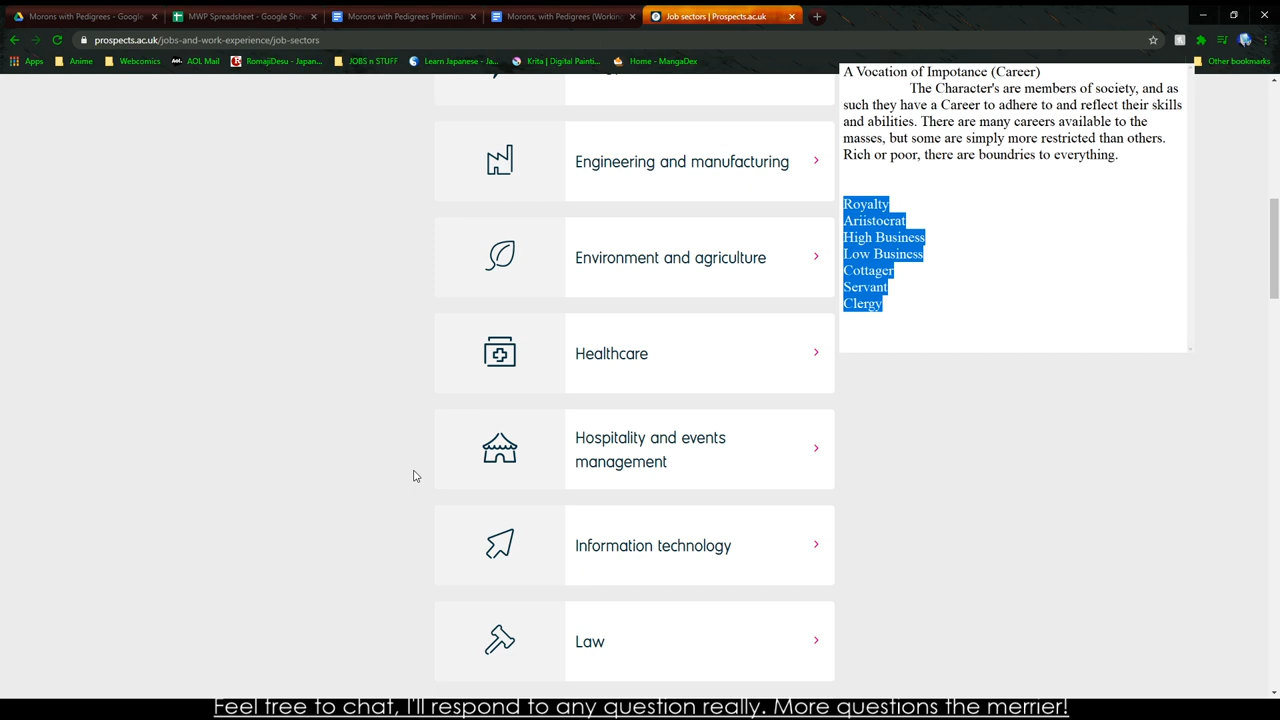 Morons with Pedigrees - Google
MWP Spreadsheet - Google She
Morons with Pedigrees Prelimina
Morons, with Pedigrees (Working
Job sectors | Prospects.ac.uk
prospects.ac.uk/jobs-and-work-experience/job-sectors
Apps
Anime
Webcomics
AOL Mail
RomajiDesu - Japan...
JOBS n STUFF
Learn Japanese - Ja...
Krita | Digital Painti...
Home - MangaDex
Other bookmarks
Engineering and manufacturing
Environment and agriculture
Healthcare
Hospitality and events
management
Information technology
Law
A Vocation of Impotance (Career)
The Character's are members of society, and as
such they have a Career to adhere to and reflect their skills
and abilities. There are many careers available to the
masses, but some are simply more restricted than others.
Rich or poor, there are boundries to everything.
Royalty
Ariistocrat
High Business
Low Business
Cottager
Servant
Clergy
Feel free to chat, I'll respond to any question really. More questions the merrier!